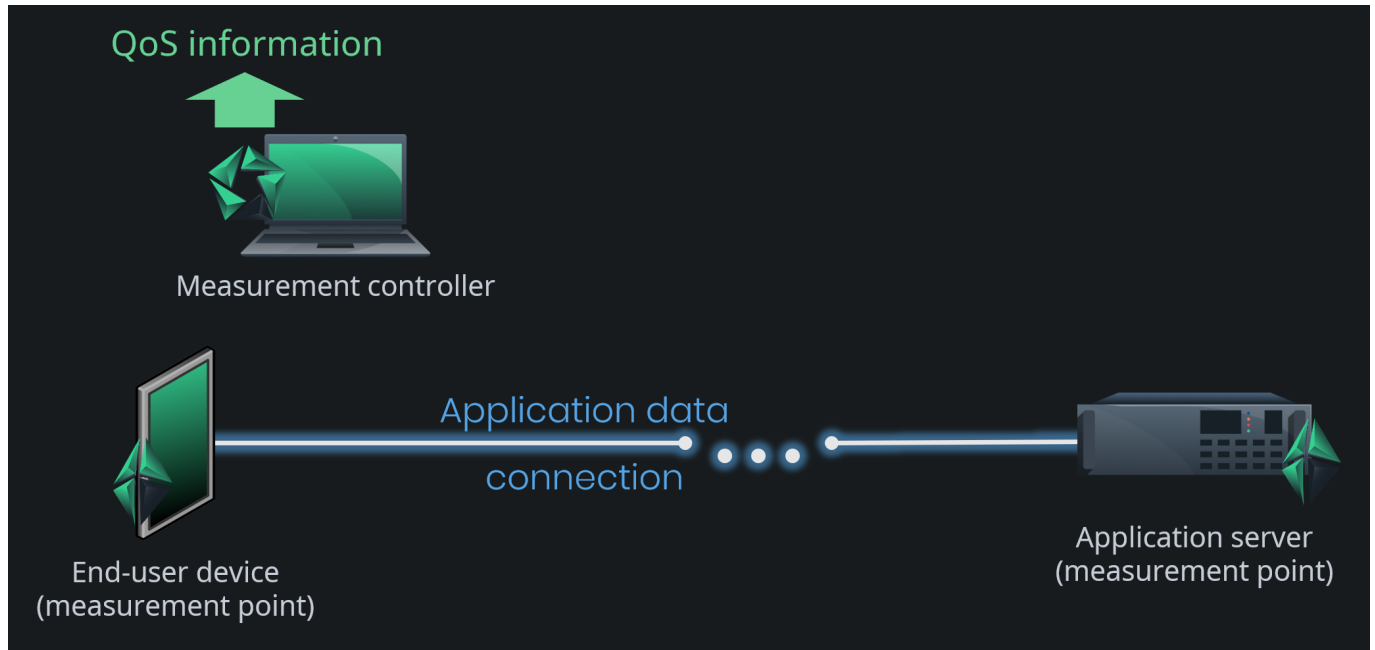 QoS information
Measurement controller
Application data
connection
End-user device
(measurement point)
Application server
(measurement point)